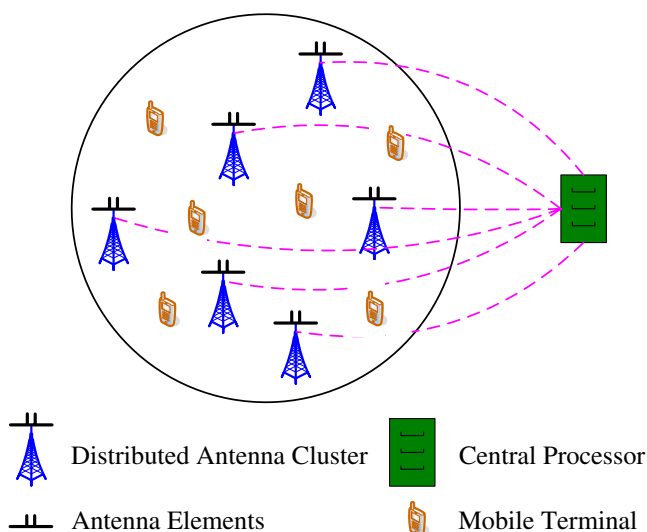 Distributed Antenna Cluster
Central Processor
Antenna Elements
Mobile Terminal